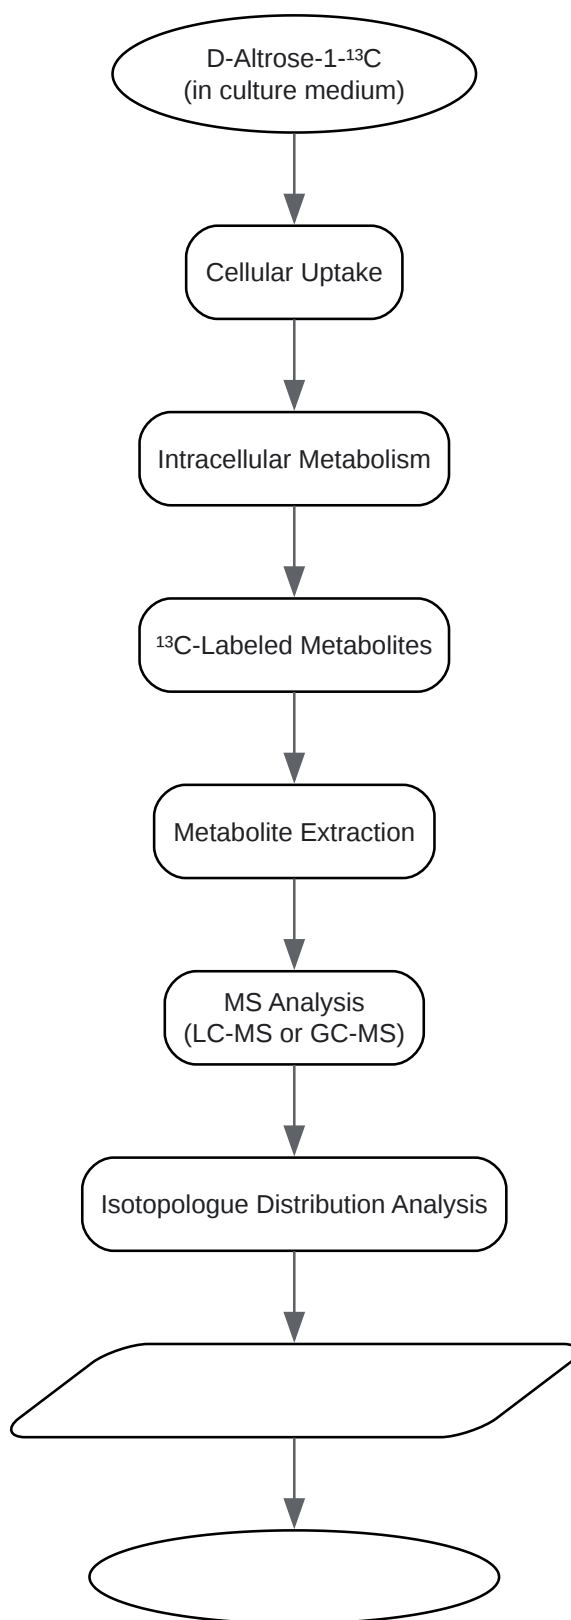 D-Altrose-1-¹³C
(in culture medium)
Cellular Uptake
Intracellular Metabolism
¹³C-Labeled Metabolites
Metabolite Extraction
MS Analysis
(LC-MS or GC-MS)
Isotopologue Distribution Analysis